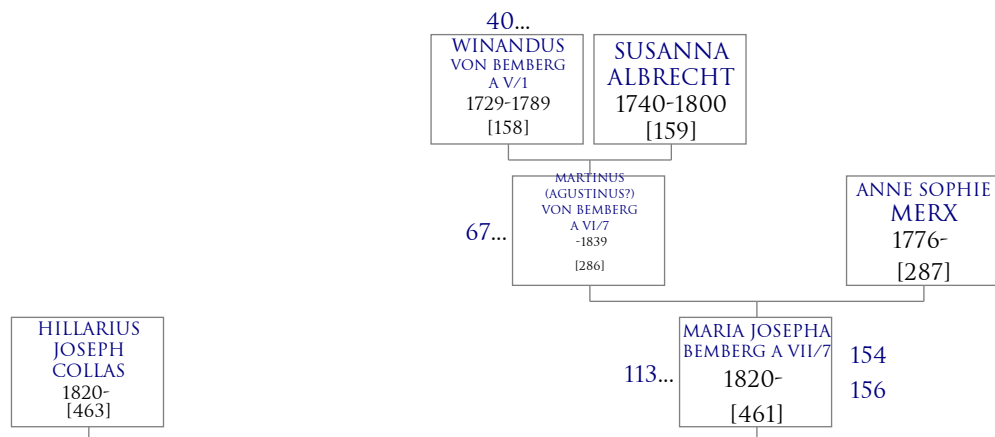 40...
WINANDUS
VON BEMBERG
A V/1
1729-1789
[158]
SUSANNA
ALBRECHT
1740-1800
[159]
MARTINUS
(AGUSTINUS?)
VON BEMBERG
A VI/7
-1839
[286]
67...
ANNE SOPHIE
MERX
1776-
[287]
HILLARIUS
JOSEPH
COLLAS
1820-
[463]
113...
MARIA JOSEPHA
BEMBERG A VII/7
1820-
[461]
154
156